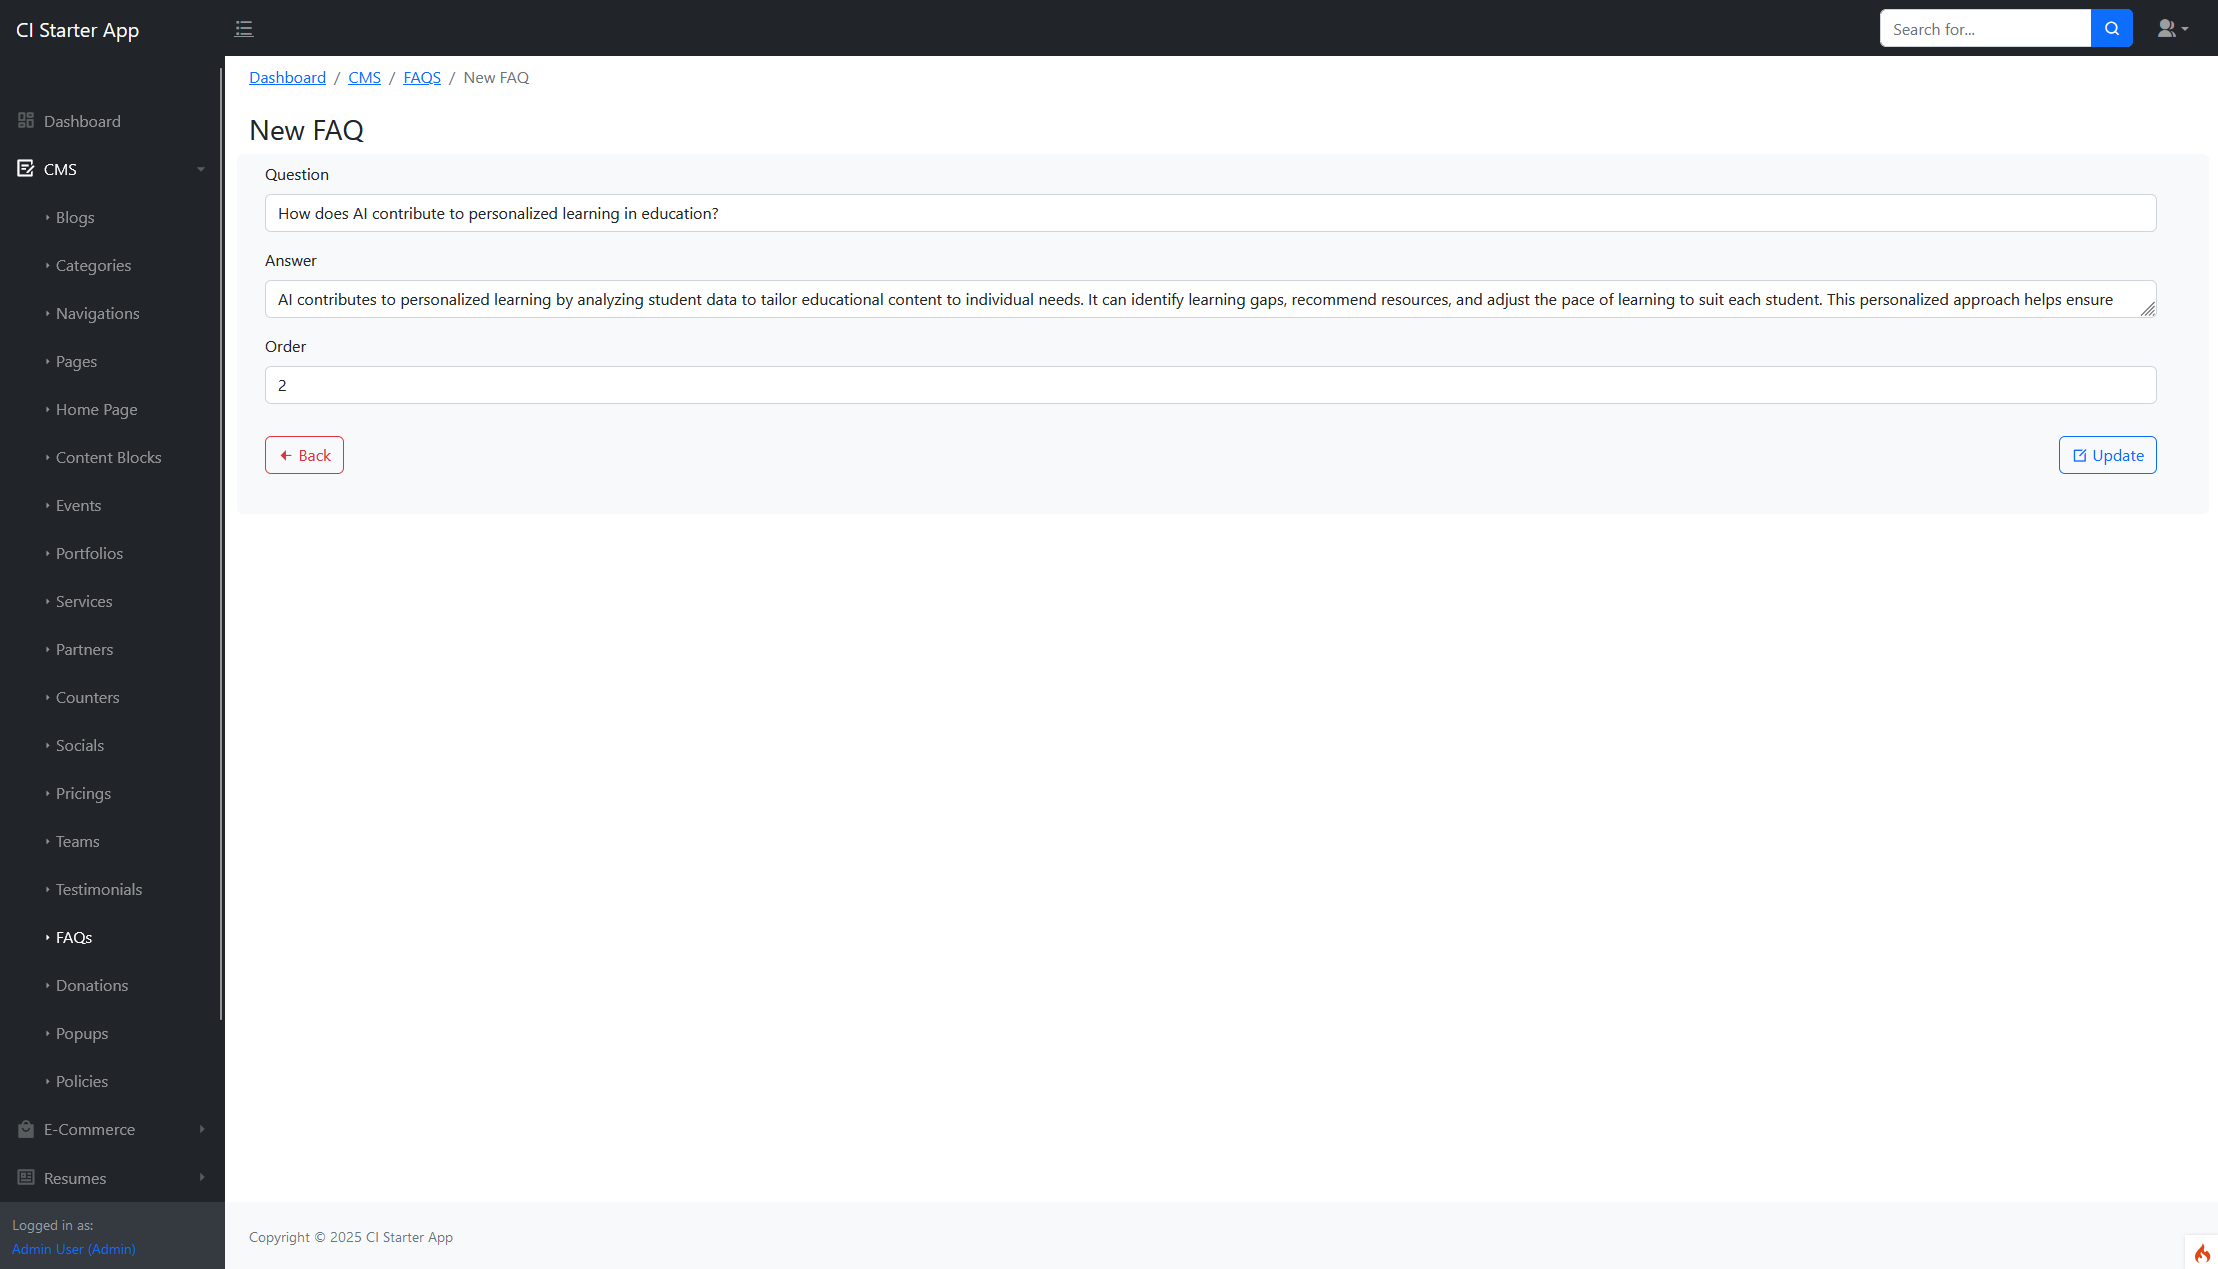 CI Starter App
Search for...
Dashboard / CMS / FAQS / New FAQ
Dashboard
CMS
Blogs
Categories
Navigations
Pages
Home Page
Content Blocks
Events
Portfolios
Services
Partners
Counters
Socials
Pricings
Teams
Testimonials
FAQs
Donations
Popups
Policies
E-Commerce
Resumes
Logged in as:
Admin User (Admin)
New FAQ
Question
How does AI contribute to personalized learning in education?
Answer
AI contributes to personalized learning by analyzing student data to tailor educational content to individual needs. It can identify learning gaps, recommend resources, and adjust the pace of learning to suit each student. This personalized approach helps ensure
Order
2
Back
Update
Copyright © 2025 CI Starter App